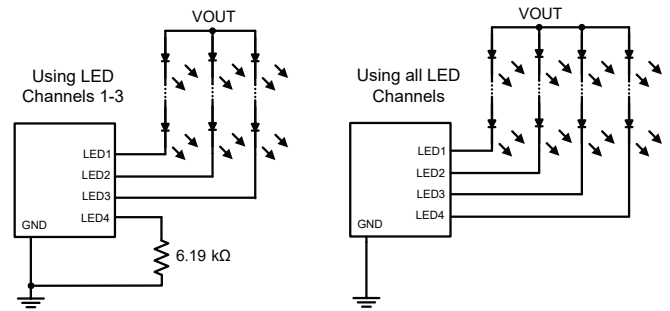 VOUT
Using LED
Channels 1-3
LED1
LED2
LED3
LED4
GND
6.19 kΩ
VOUT
Using all LED
Channels
LED1
LED2
LED3
LED4
GND